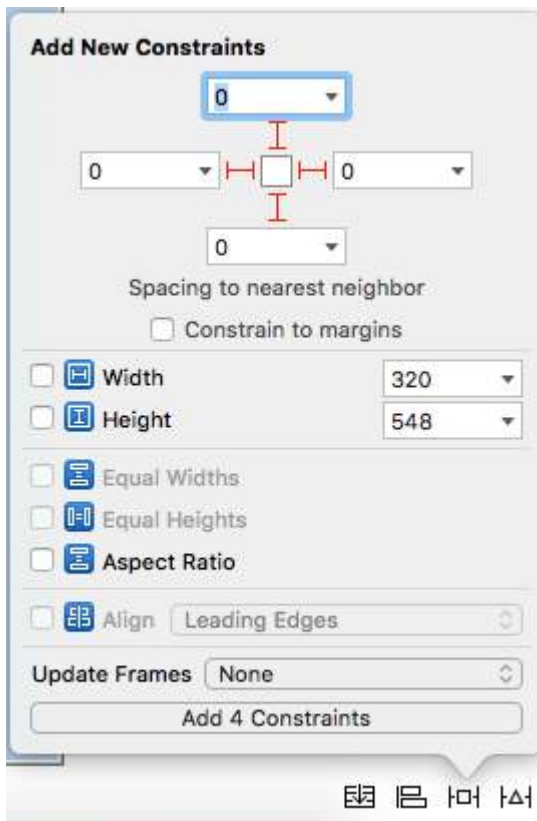 Add New Constraints
0
0 0
0
Spacing to nearest neighbor
Constrain to margins
Width 320
Height 548
Equal Widths
Equal Heights
Aspect Ratio
Align Leading Edges
Update Frames None
Add 4 Constraints